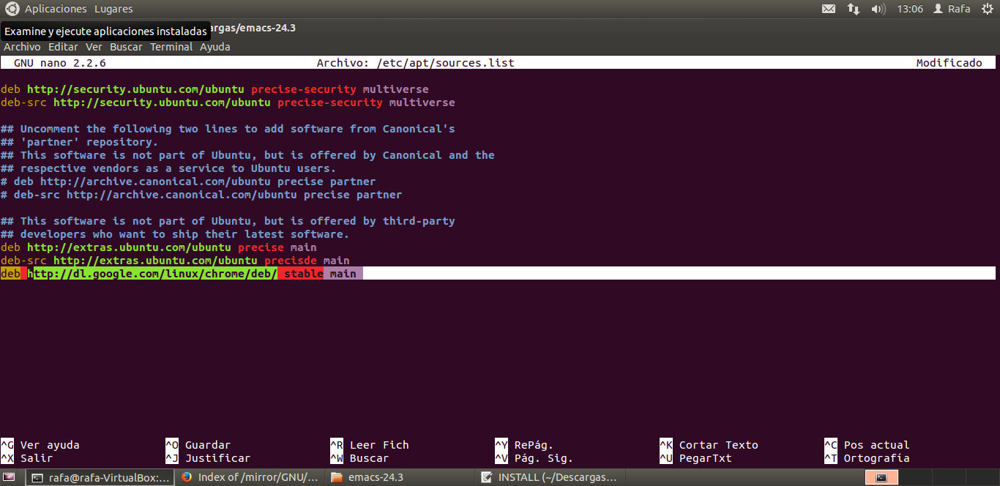 Aplicaciones Lugares 13:06 Rafa
Examine y ejecute aplicaciones instaladas argas/emacs-24.3
Archivo Editar Ver Buscar Terminal Ayuda
GNU nano 2.2.6 Archivo: /etc/apt/sources.list Modificado
deb http://security.ubuntu.com/ubuntu precise-security multiverse
deb-src http://security.ubuntu.com/ubuntu precise-security multiverse
## Uncomment the following two lines to add software from Canonical's
## 'partner' repository.
## This software is not part of Ubuntu, but is offered by Canonical and the
## respective vendors as a service to Ubuntu users.
# deb http://archive.canonical.com/ubuntu precise partner
# deb-src http://archive.canonical.com/ubuntu precise partner
## This software is not part of Ubuntu, but is offered by third-party
## developers who want to ship their latest software.
deb http://extras.ubuntu.com/ubuntu precise main
deb-src http://extras.ubuntu.com/ubuntu precisde main
deb http://dl.google.com/linux/chrome/deb/ stable main
^G Ver ayuda ^O Guardar ^R Leer Fich ^Y RePág. ^K Cortar Texto ^C Pos actual
^X Salir ^J Justificar ^W Buscar ^V Pág. Sig. ^U PegarTxt ^T Ortografía
rafa@rafa-VirtualBox:... Index of /mirror/GNU/... emacs-24.3 INSTALL (~/Descargas...